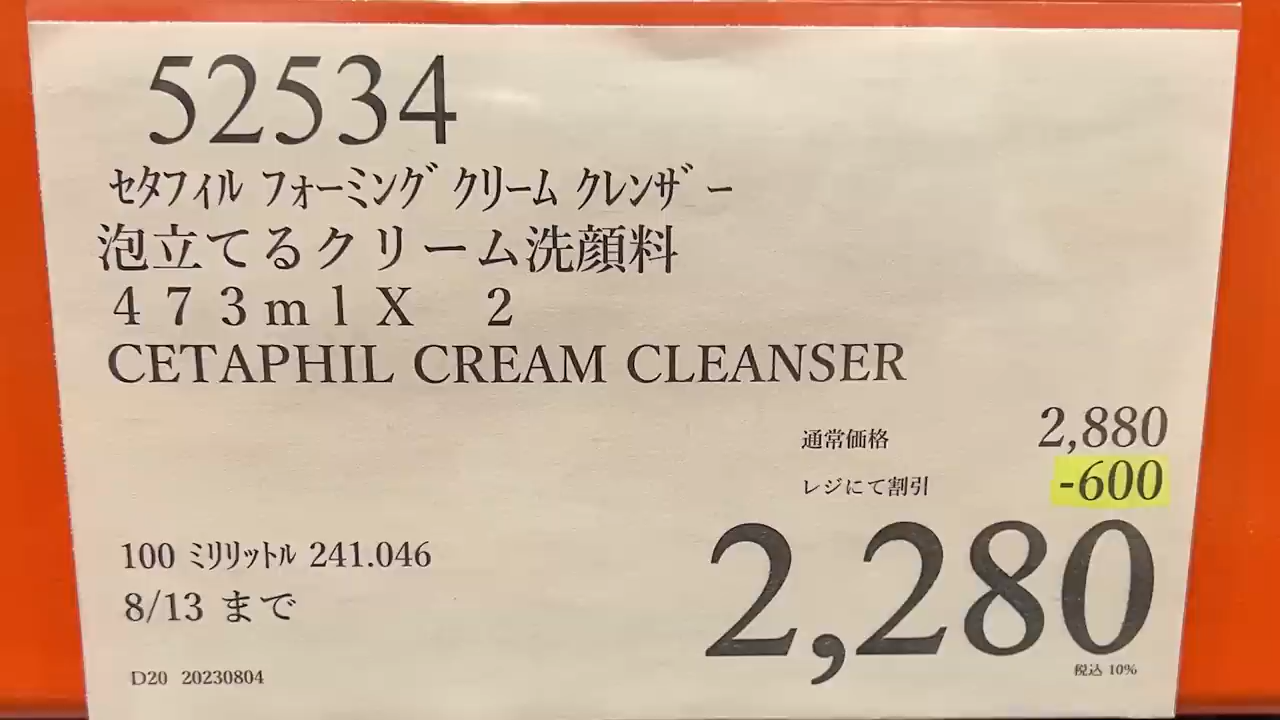 52534
ｾﾀﾌｨﾙ ﾌｫｰﾐﾝｸﾞ ｸﾘｰﾑ ｸﾚﾝｻﾞｰ
泡立てるクリーム洗顔料
４７３ｍｌＸ　２
CETAPHIL CREAM CLEANSER
通常価格 2,880
レジにて割引 -600
2,280
100 ﾐﾘﾘｯﾄﾙ 241.046
8/13 まで
税込 10%
D20 20230804